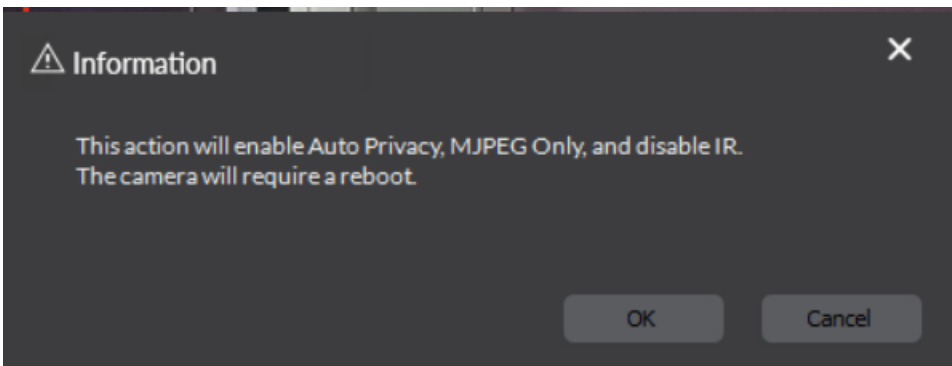 Information
This action will enable Auto Privacy, MJPEG Only, and disable IR.
The camera will require a reboot.
OK
Cancel